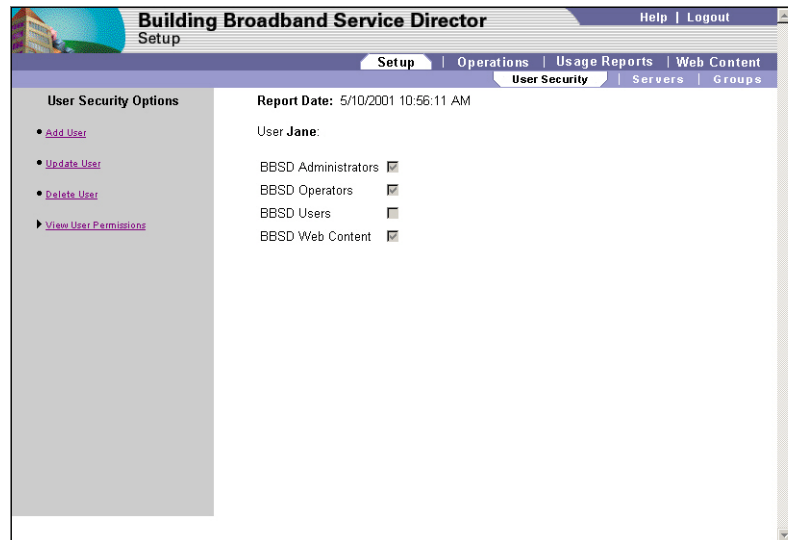 Building Broadband Service Director
Setup
Help | Logout
Setup | Operations | Usage Reports | Web Content
User Security | Servers | Groups
User Security Options
Add User
Update User
Delete User
View User Permissions
Report Date: 5/10/2001 10:56:11 AM
User Jane:
BBSD Administrators
BBSD Operators
BBSD Users
BBSD Web Content